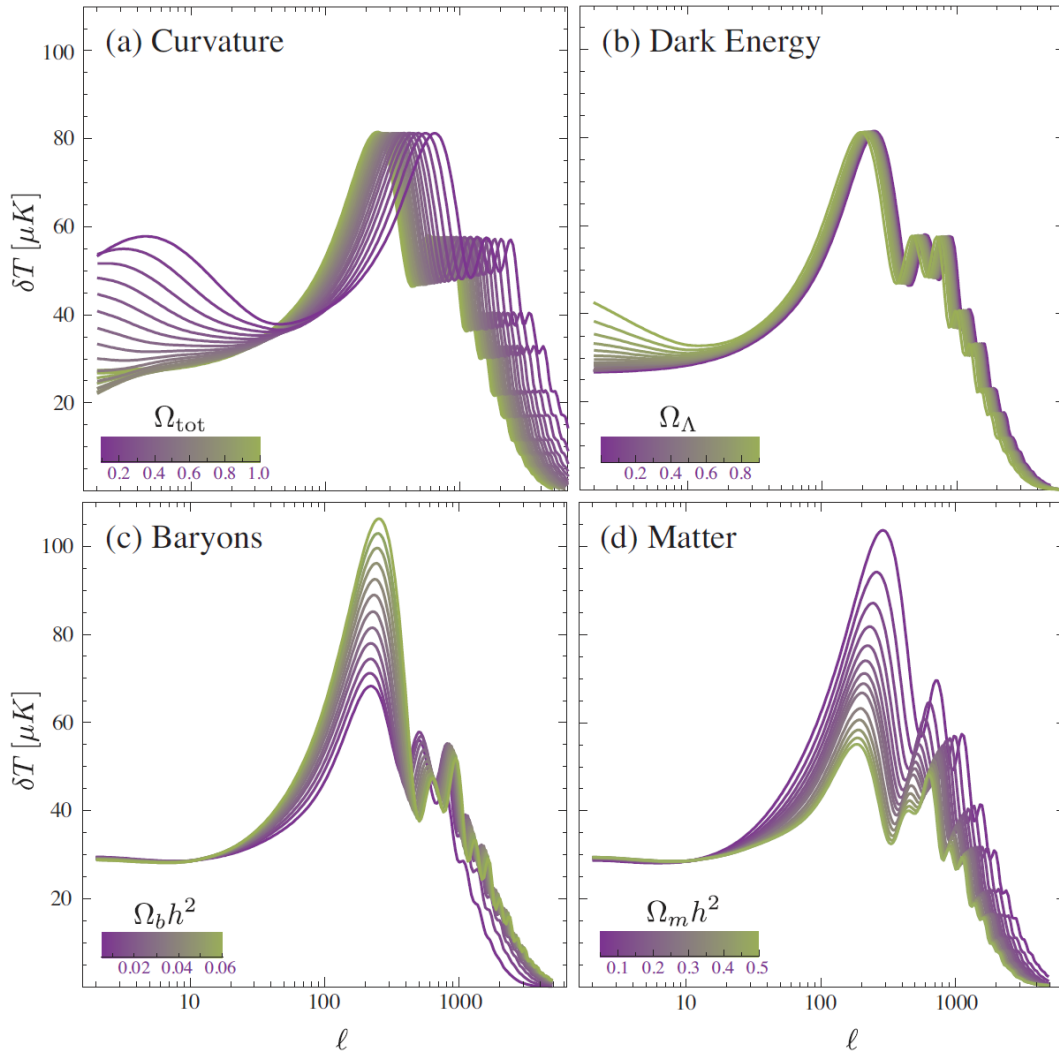 (a) Curvature
(b) Dark Energy
100
80
60
40
20
δT [μK]
Ω_tot
0.2 0.4 0.6 0.8 1.0
Ω_Λ
0.2 0.4 0.6 0.8
(c) Baryons
(d) Matter
100
80
60
40
20
δT [μK]
Ω_b h²
0.02 0.04 0.06
Ω_m h²
0.1 0.2 0.3 0.4 0.5
10 100 1000
10 100 1000
ℓ
ℓ